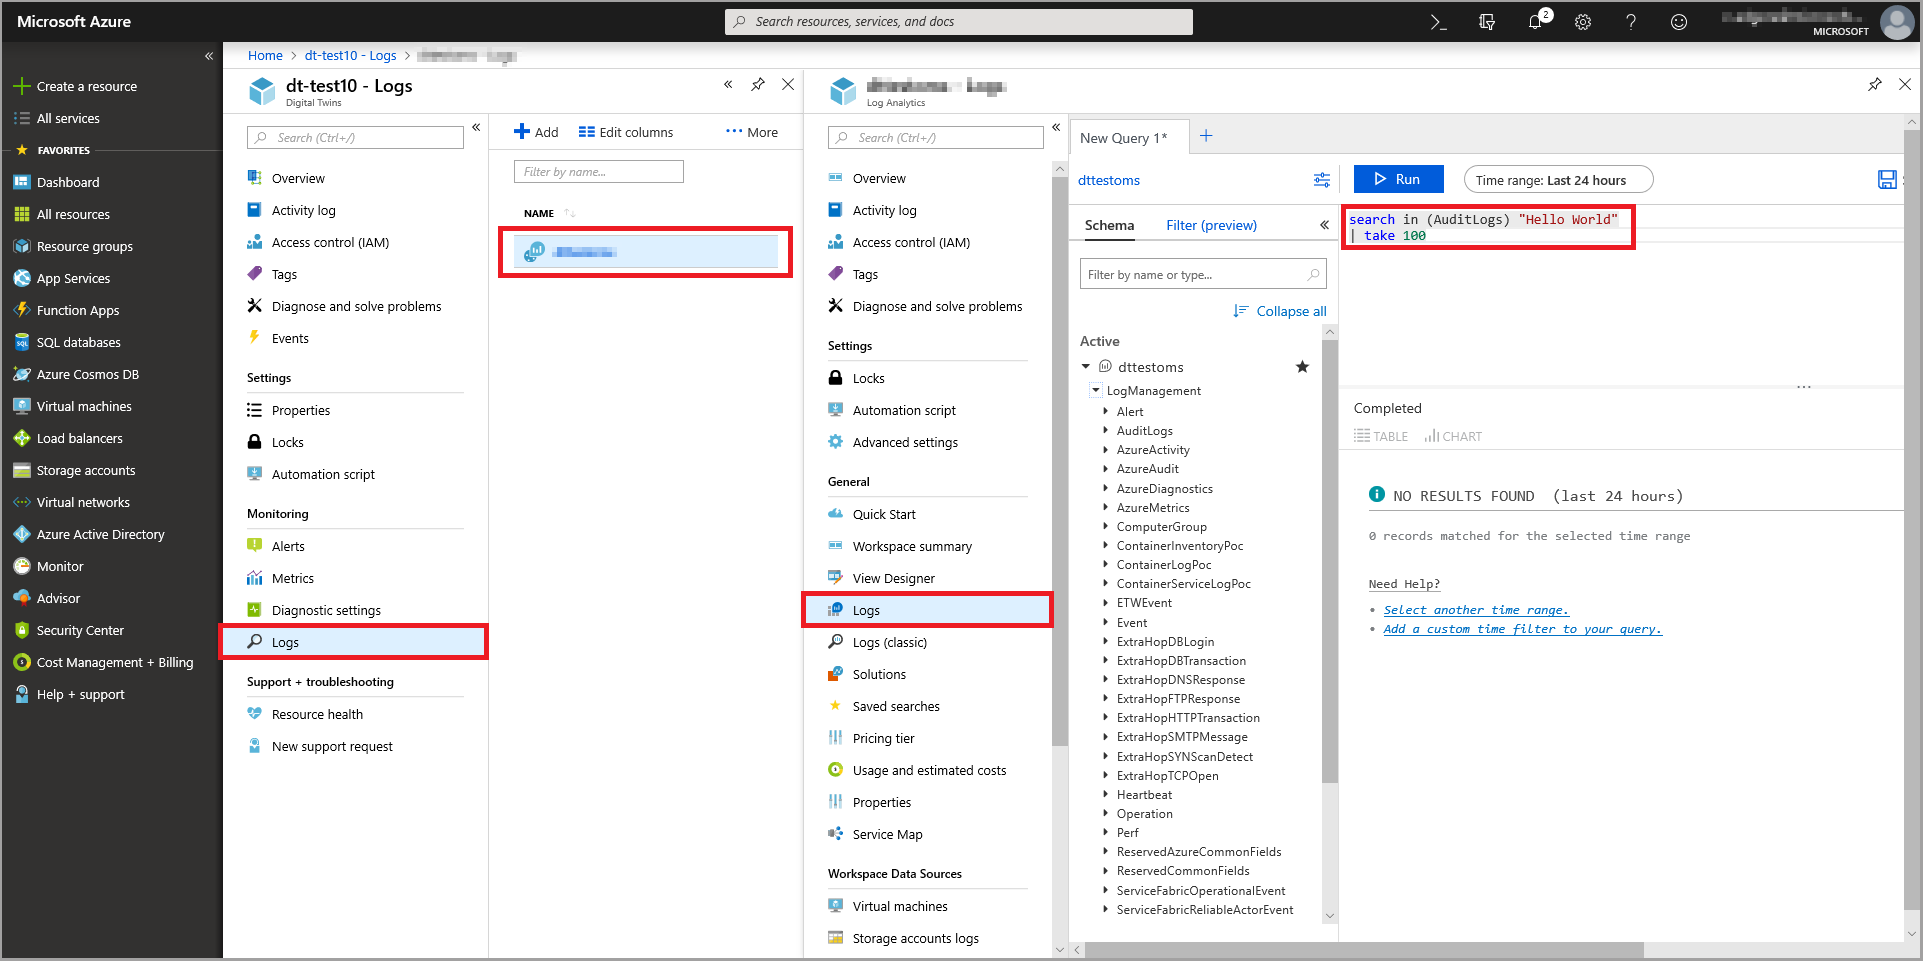 Microsoft Azure
Search resources, services, and docs
2
MICROSOFT
Home > dt-test10 - Logs >
Create a resource
All services
FAVORITES
Dashboard
All resources
Resource groups
App Services
Function Apps
SQL databases
Azure Cosmos DB
Virtual machines
Load balancers
Storage accounts
Virtual networks
Azure Active Directory
Monitor
Advisor
Security Center
Cost Management + Billing
Help + support
dt-test10 - Logs
Digital Twins
Search (Ctrl+/)
Overview
Activity log
Access control (IAM)
Tags
Diagnose and solve problems
Events
Settings
Properties
Locks
Automation script
Monitoring
Alerts
Metrics
Diagnostic settings
Logs
Support + troubleshooting
Resource health
New support request
Add
Edit columns
More
Filter by name...
NAME
Log Analytics
Search (Ctrl+/)
Overview
Activity log
Access control (IAM)
Tags
Diagnose and solve problems
Settings
Locks
Automation script
Advanced settings
General
Quick Start
Workspace summary
View Designer
Logs
Logs (classic)
Solutions
Saved searches
Pricing tier
Usage and estimated costs
Properties
Service Map
Workspace Data Sources
Virtual machines
Storage accounts logs
New Query 1*
dttestoms
Run
Time range: Last 24 hours
Schema
Filter (preview)
Filter by name or type...
Collapse all
Active
dttestoms
LogManagement
Alert
AuditLogs
AzureActivity
AzureAudit
AzureDiagnostics
AzureMetrics
ComputerGroup
ContainerInventoryPoc
ContainerLogPoc
ContainerServiceLogPoc
ETWEvent
Event
ExtraHopDBLogin
ExtraHopDBTransaction
ExtraHopDNSResponse
ExtraHopFTPResponse
ExtraHopHTTPTransaction
ExtraHopSMTPMessage
ExtraHopSYNScanDetect
ExtraHopTCPOpen
Heartbeat
Operation
Perf
ReservedAzureCommonFields
ReservedCommonFields
ServiceFabricOperationalEvent
ServiceFabricReliableActorEvent
search in (AuditLogs) "Hello World"
| take 100
Completed
TABLE
CHART
NO RESULTS FOUND (last 24 hours)
0 records matched for the selected time range
Need Help?
• Select another time range.
• Add a custom time filter to your query.